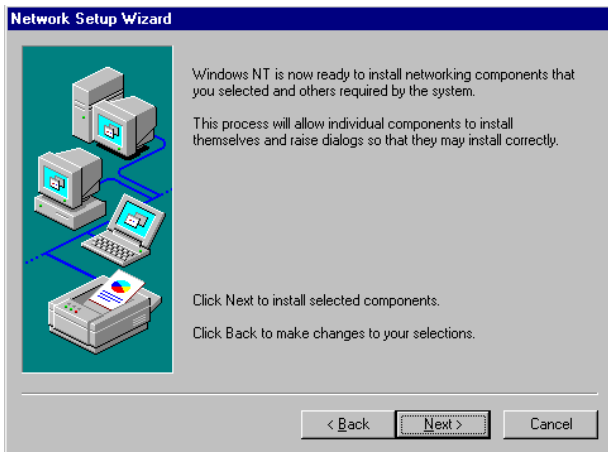 Network Setup Wizard
Windows NT is now ready to install networking components that
you selected and others required by the system.
This process will allow individual components to install
themselves and raise dialogs so that they may install correctly.
Click Next to install selected components.
Click Back to make changes to your selections.
< Back
Next >
Cancel